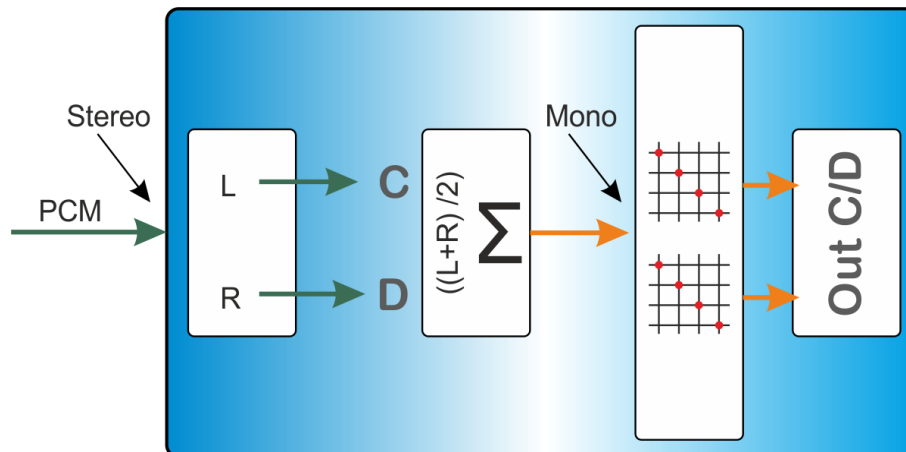 Stereo
PCM
L
R
C
D
((L+R) /2)
Σ
Mono
Out C/D